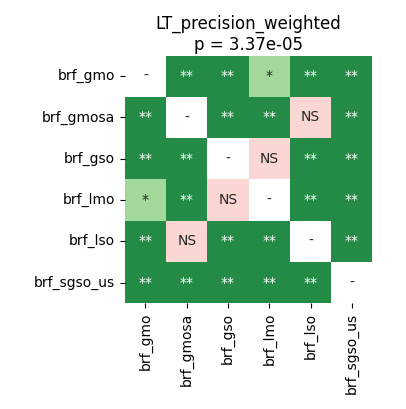 LT_precision_weighted
p = 3.37e-05
brf_gmo - ** ** * ** **
brf_gmosa ** - ** ** NS **
brf_gso ** ** - NS ** **
brf_lmo * ** NS - ** **
brf_lso ** NS ** ** - **
brf_sgso_us ** ** ** ** ** -
brf_gmo brf_gmosa brf_gso brf_lmo brf_lso brf_sgso_us